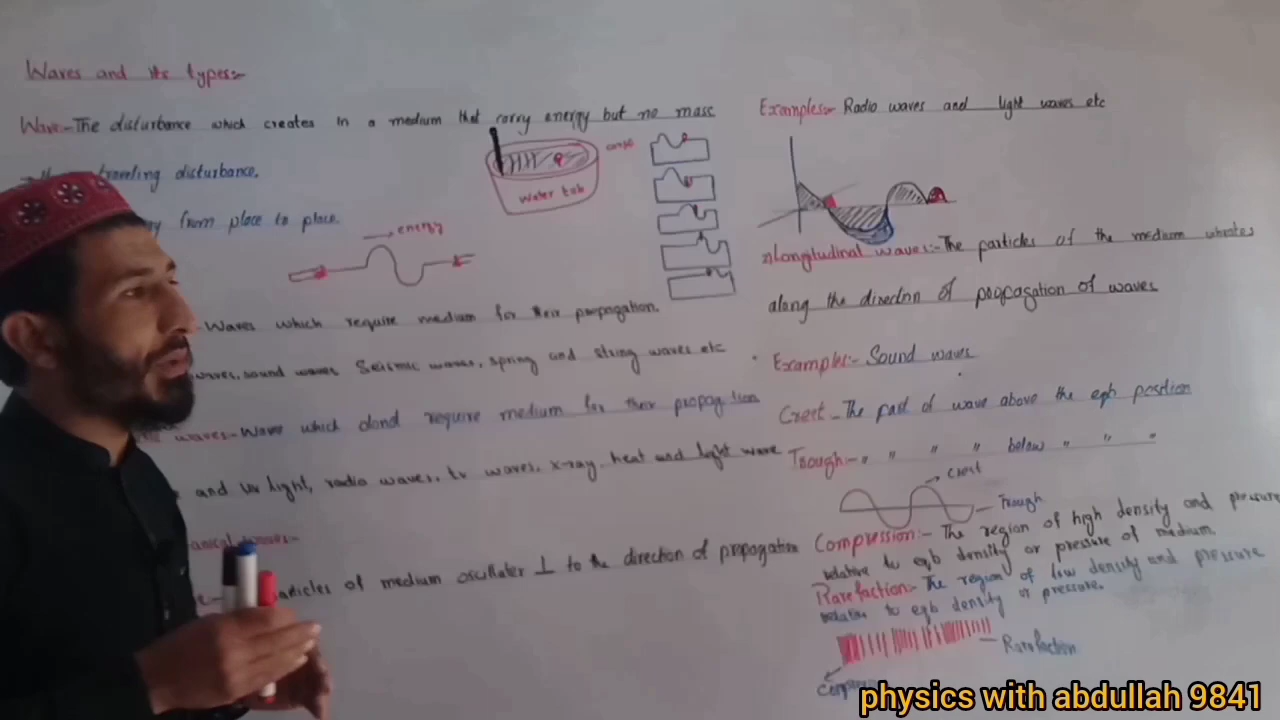 Waves and its types:-
Wave:- The disturbance which creates in a medium that carry energy but no mass
traveling disturbance.
from place to place.
energy
Water tub
Waves which require medium for their propagation.
waves, sound waves Seismic waves, spring and string waves etc
waves:- Wave which dond require medium for their propagation
and uv light, radio waves, tv waves, x-ray, heat and light wave
particles of medium oscillater ⊥ to the direction of propagation
Examples:- Radio waves and light waves etc
Longitudinal waves:- The particles of the medium vibrates
along the direction of propagation of waves
Example:- Sound waves
Crest - The part of wave above the eqb position
Trough:- " " " " below " " "
Crest
Trough
Compression:- The region of high density and pressure
relative to eqb density or pressure of medium.
Rarefaction:- The region of low density and pressure
relative to eqb density or pressure.
Rarefaction
physics with abdullah 9841